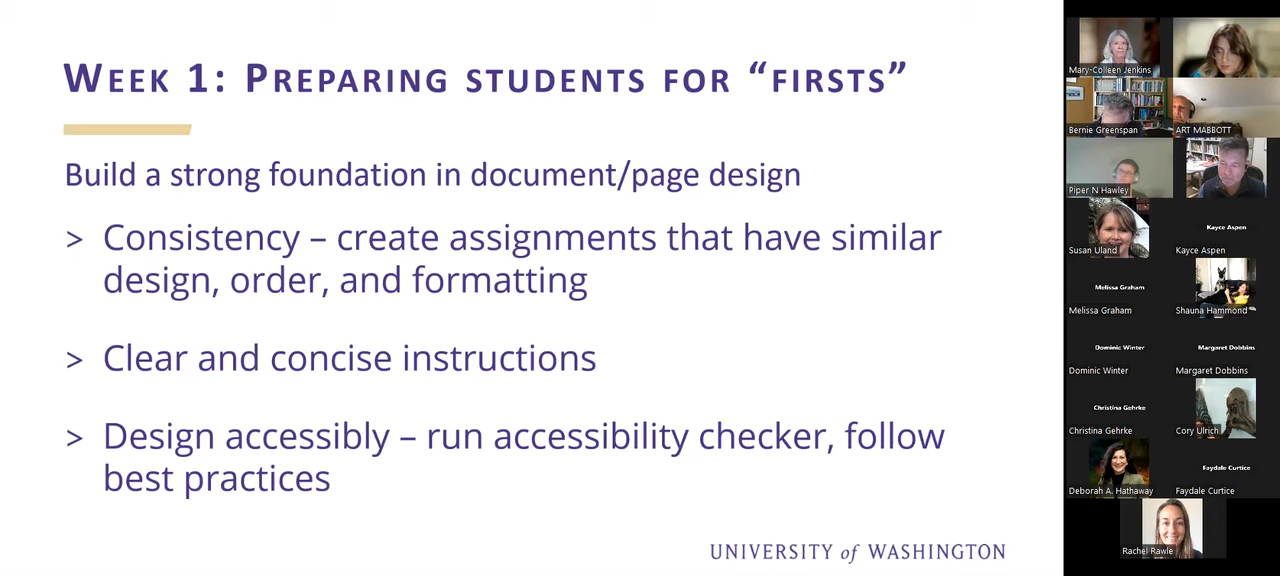 WEEK 1: PREPARING STUDENTS FOR “FIRSTS”
Build a strong foundation in document/page design
> Consistency – create assignments that have similar
design, order, and formatting
> Clear and concise instructions
> Design accessibly – run accessibility checker, follow
best practices
UNIVERSITY of WASHINGTON
Mary-Colleen Jenkins
Bernie Greenspan
ART MABBOTT
Piper N Hawley
Susan Uland
Kayce Aspen
Kayce Aspen
Melissa Graham
Melissa Graham
Shauna Hammond
Dominic Winter
Dominic Winter
Margaret Dobbins
Margaret Dobbins
Christina Gehrke
Christina Gehrke
Cory Ulrich
Deborah A. Hathaway
Faydale Curtice
Faydale Curtice
Rachel Rawle